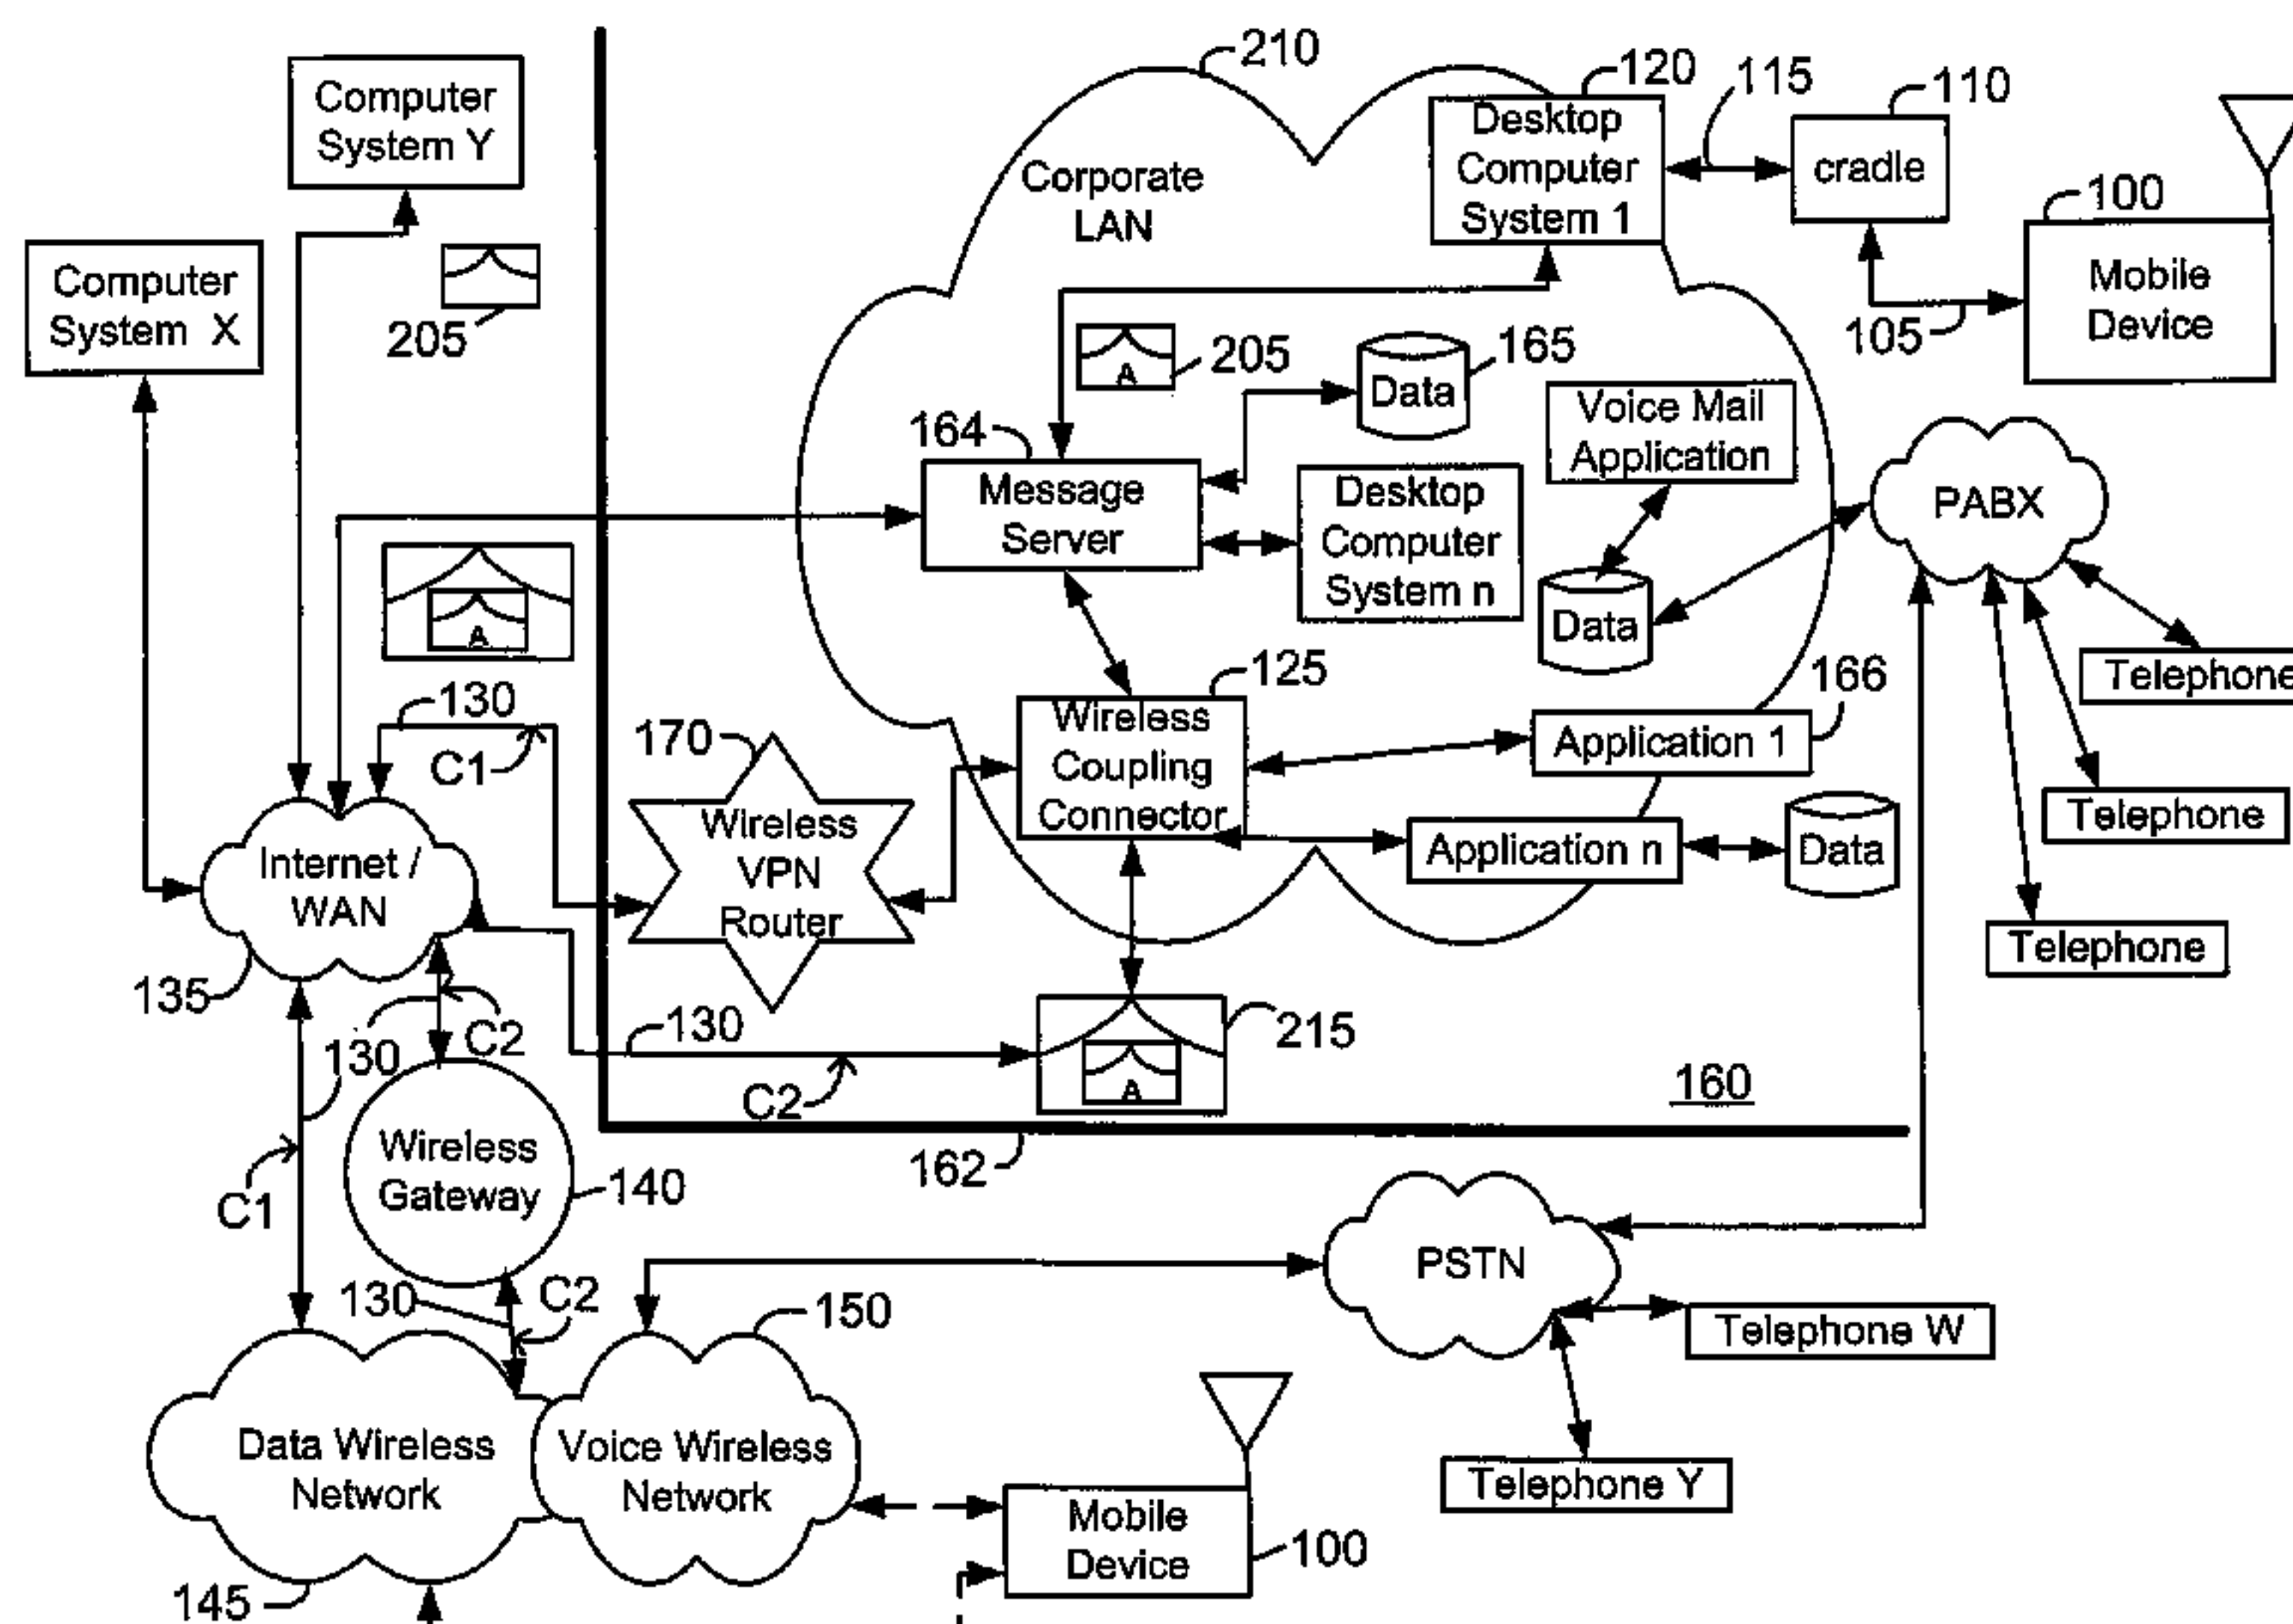 210
120
115
110
Computer
System Y
Desktop
Computer
System 1
cradle
Corporate
LAN
100
Mobile
Device
Computer
System X
205
105
A
205
165
Data
Voice Mail
Application
164
Message
Server
Desktop
Computer
System n
PABX
A
Data
Telephone
125
166
130
C1
170
Wireless
Coupling
Connector
Application 1
Telephone
Wireless
VPN
Router
Application n
Data
Internet /
WAN
Telephone
135
C2
130
130
215
C2
A
160
162
Wireless
Gateway
140
C1
130
C2
150
PSTN
Telephone W
Data Wireless
Network
Voice Wireless
Network
Telephone Y
Mobile
Device
100
145